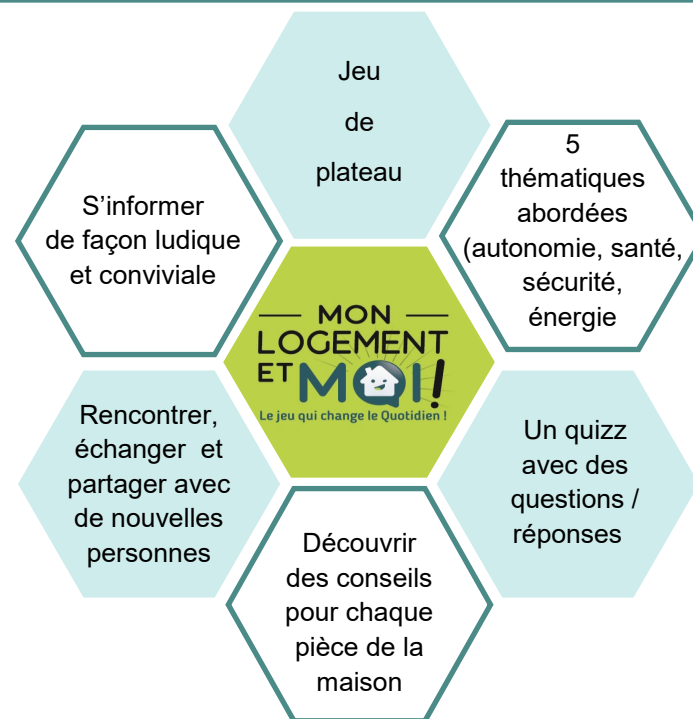 Jeu
de
plateau
5
thématiques
abordées
(autonomie, santé,
sécurité,
énergie
S’informer
de façon ludique
et conviviale
MON
LOGEMENT
ET MOI!
Le jeu qui change le Quotidien !
Rencontrer,
échanger et
partager avec
de nouvelles
personnes
Un quizz
avec des
questions /
réponses
Découvrir
des conseils
pour chaque
pièce de la
maison